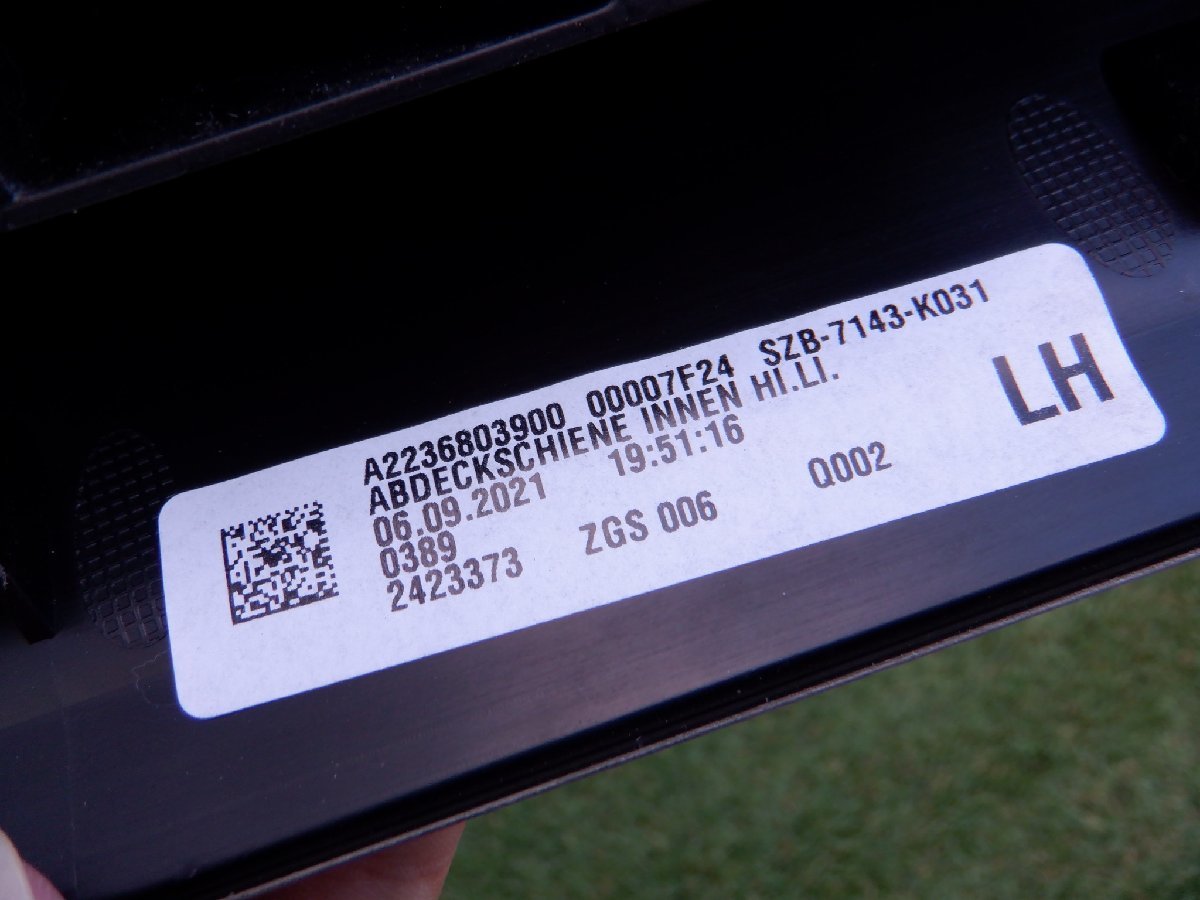 A2236803900 00007F24 SZB-7143-K031
ABDECKSCHIENE INNEN HI.LI.
06.09.2021 19:51:16
0389
2423373 ZGS 006 Q002
LH